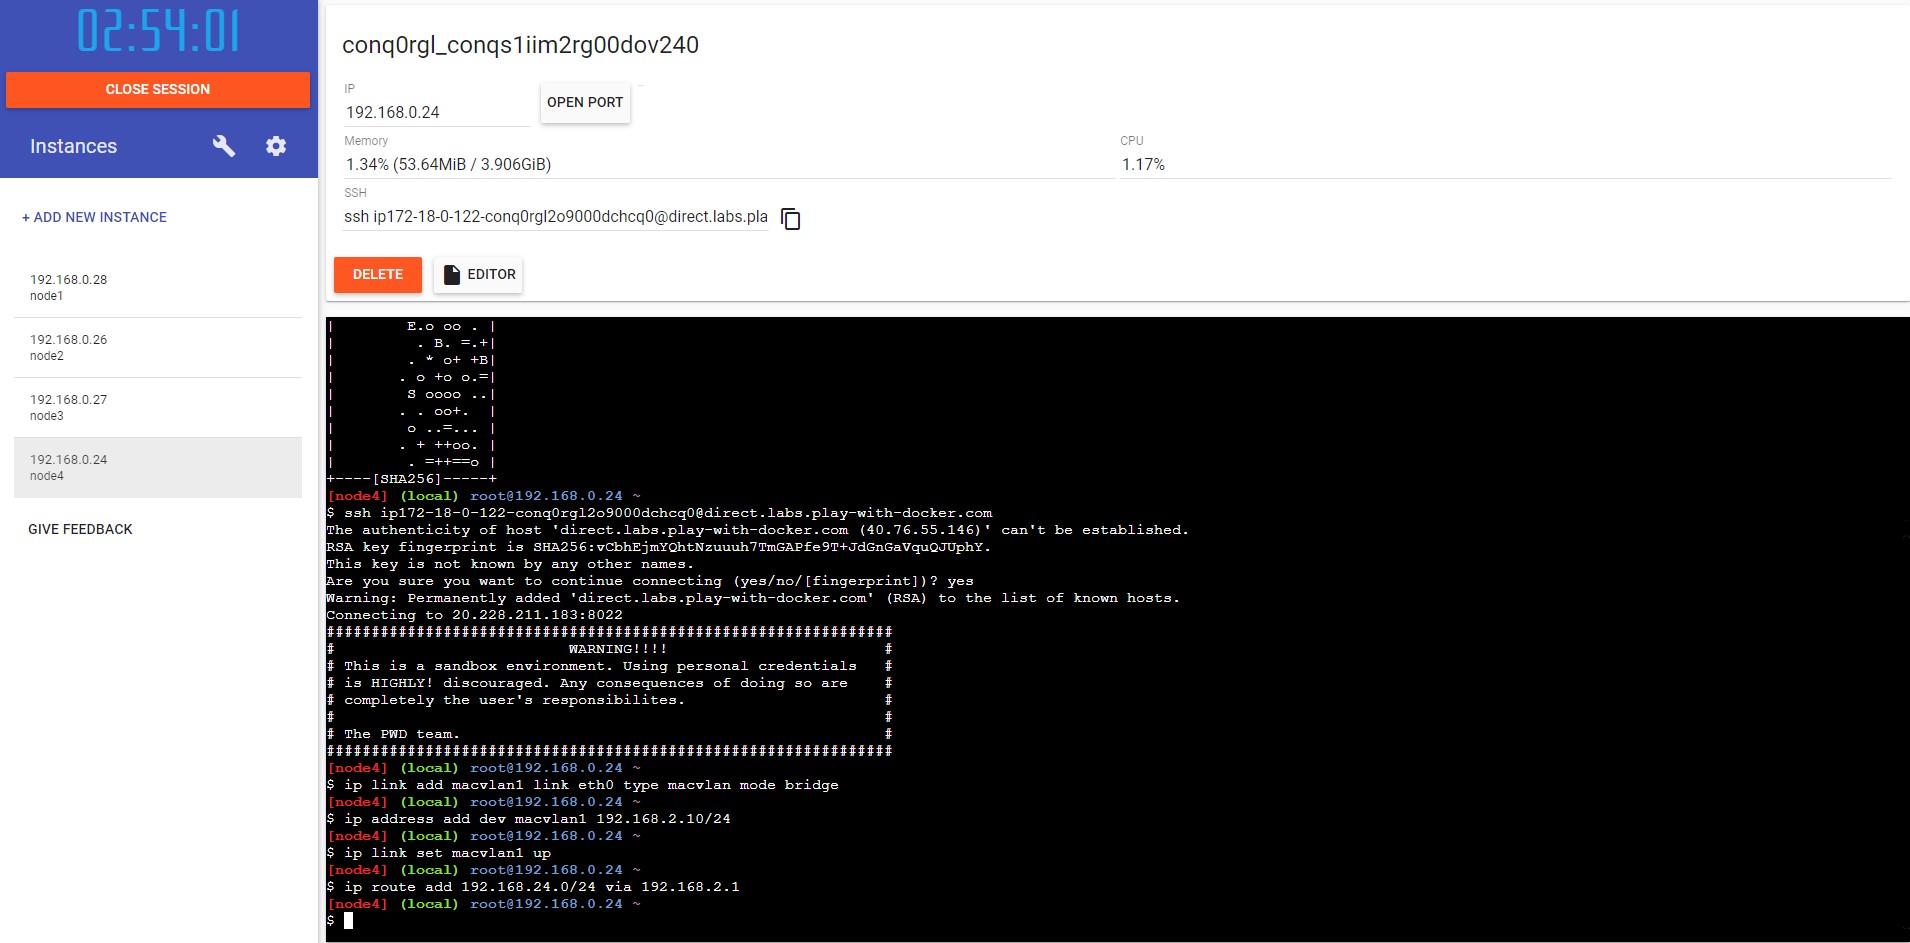 02:54:01
CLOSE SESSION
Instances
+ ADD NEW INSTANCE
192.168.0.28
node1
192.168.0.26
node2
192.168.0.27
node3
192.168.0.24
node4
GIVE FEEDBACK
conq0rgl_conqs1iim2rg00dov240
IP
192.168.0.24
OPEN PORT
Memory
1.34% (53.64MiB / 3.906GiB)
CPU
1.17%
SSH
ssh ip172-18-0-122-conq0rgl2o9000dchcq0@direct.labs.pla
DELETE
EDITOR
|        E.o oo . |
|         . B. =.+|
|        . * o+ +B|
|       . o +o o.=|
|        S oooo ..|
|       . . oo+.  |
|        o ..=... |
|       . + ++oo. |
|        . =++==o |
+----[SHA256]-----+
[node4] (local) root@192.168.0.24 ~
$ ssh ip172-18-0-122-conq0rgl2o9000dchcq0@direct.labs.play-with-docker.com
The authenticity of host 'direct.labs.play-with-docker.com (40.76.55.146)' can't be established.
RSA key fingerprint is SHA256:vCbhEjmYQhtNzuuuh7TmGAPfe9T+JdGnGaVquQJUphY.
This key is not known by any other names.
Are you sure you want to continue connecting (yes/no/[fingerprint])? yes
Warning: Permanently added 'direct.labs.play-with-docker.com' (RSA) to the list of known hosts.
Connecting to 20.228.211.183:8022
###############################################################
#                          WARNING!!!!                        #
# This is a sandbox environment. Using personal credentials   #
# is HIGHLY! discouraged. Any consequences of doing so are    #
# completely the user's responsibilites.                      #
#                                                             #
# The PWD team.                                               #
###############################################################
[node4] (local) root@192.168.0.24 ~
$ ip link add macvlan1 link eth0 type macvlan mode bridge
[node4] (local) root@192.168.0.24 ~
$ ip address add dev macvlan1 192.168.2.10/24
[node4] (local) root@192.168.0.24 ~
$ ip link set macvlan1 up
[node4] (local) root@192.168.0.24 ~
$ ip route add 192.168.24.0/24 via 192.168.2.1
[node4] (local) root@192.168.0.24 ~
$